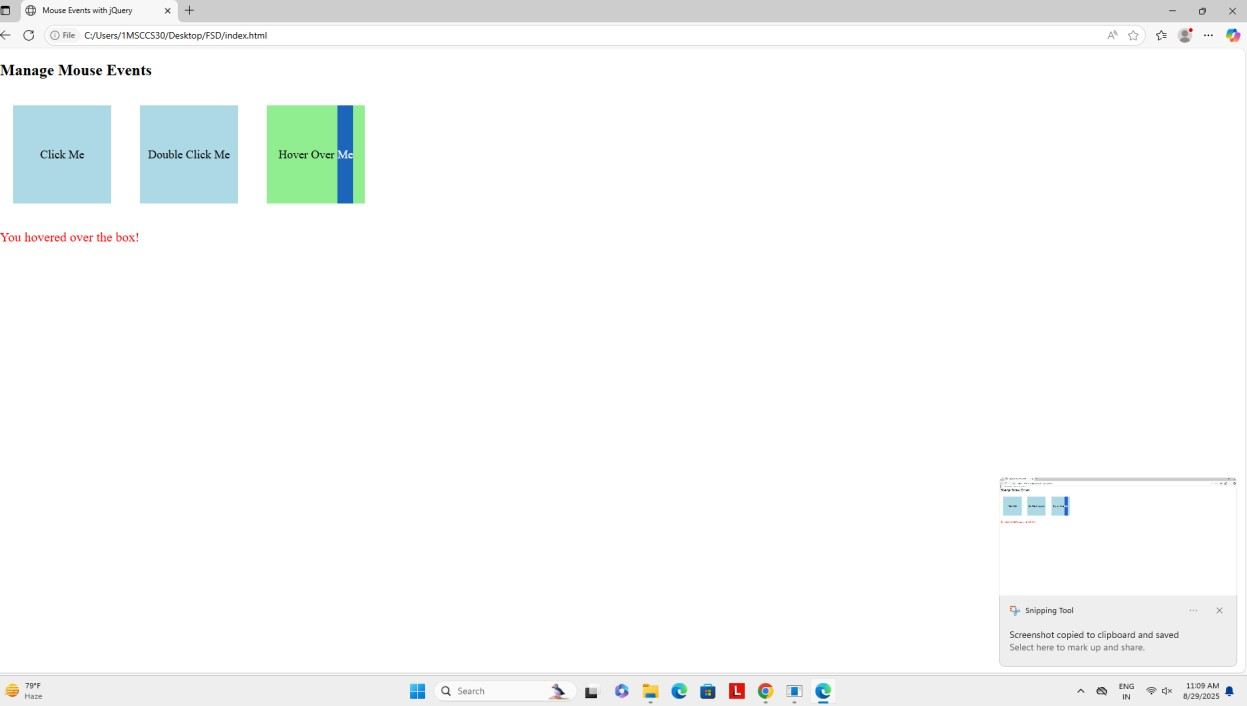 Mouse Events with jQuery
File C:/Users/1MSCCS30/Desktop/FSD/index.html
Manage Mouse Events
Click Me
Double Click Me
Hover Over Me
You hovered over the box!
Snipping Tool
Screenshot copied to clipboard and saved
Select here to mark up and share.
79°F
Haze
Search
L
ENG
IN
11:09 AM
8/29/2025